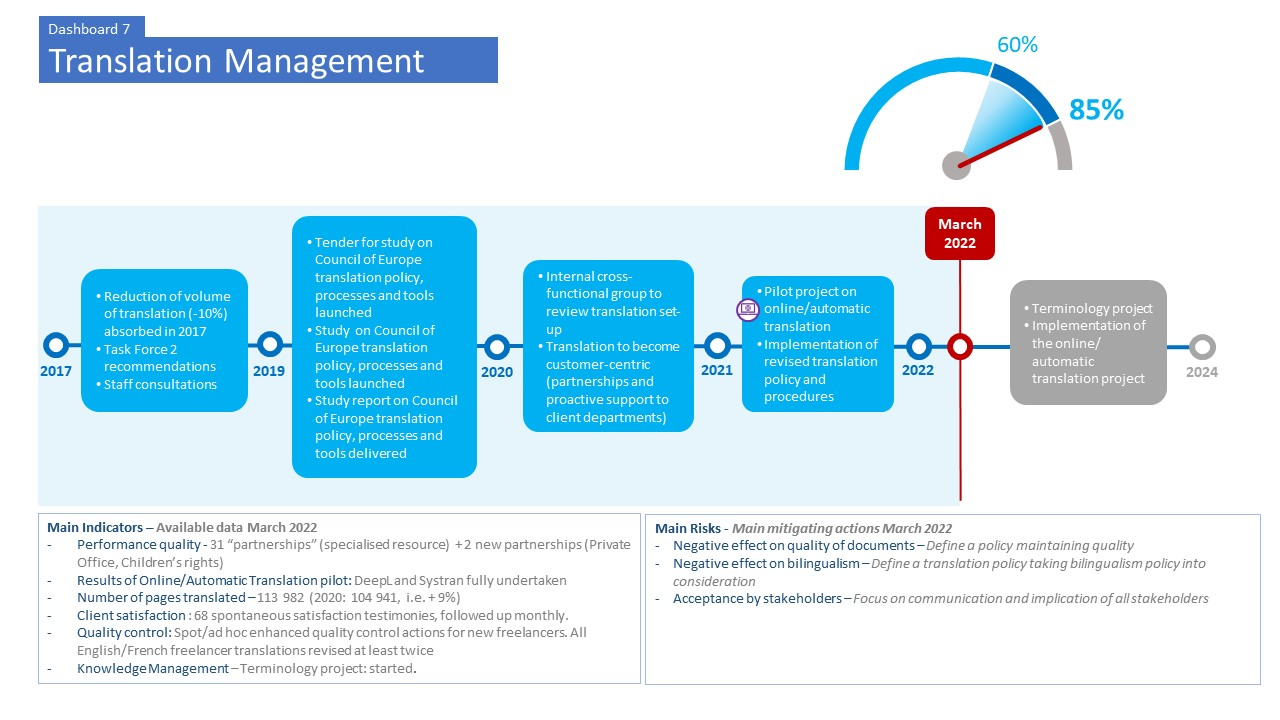 Dashboard 7
Translation Management
60%
85%
March
2022
• Reduction of volume
of translation (-10%)
absorbed in 2017
• Task Force 2
recommendations
• Staff consultations
• Tender for study on
Council of Europe
translation policy,
processes and tools
launched
• Study on Council of
Europe translation
policy, processes and
tools launched
• Study report on Council
of Europe translation
policy, processes and
tools delivered
• Internal cross-
functional group to
review translation set-
up
• Translation to become
customer-centric
(partnerships and
proactive support to
client departments)
• Pilot project on
online/automatic
translation
• Implementation of
revised translation
policy and
procedures
• Terminology project
• Implementation of
the online/
automatic
translation project
2017
2019
2020
2021
2022
2024
Main Indicators – Available data March 2022
- Performance quality - 31 “partnerships” (specialised resource) + 2 new partnerships (Private
Office, Children’s rights)
- Results of Online/Automatic Translation pilot: DeepL and Systran fully undertaken
- Number of pages translated – 113 982 (2020: 104 941, i.e. + 9%)
- Client satisfaction : 68 spontaneous satisfaction testimonies, followed up monthly.
- Quality control: Spot/ad hoc enhanced quality control actions for new freelancers. All
English/French freelancer translations revised at least twice
- Knowledge Management – Terminology project: started.
Main Risks - Main mitigating actions March 2022
- Negative effect on quality of documents – Define a policy maintaining quality
- Negative effect on bilingualism – Define a translation policy taking bilingualism policy into
consideration
- Acceptance by stakeholders – Focus on communication and implication of all stakeholders